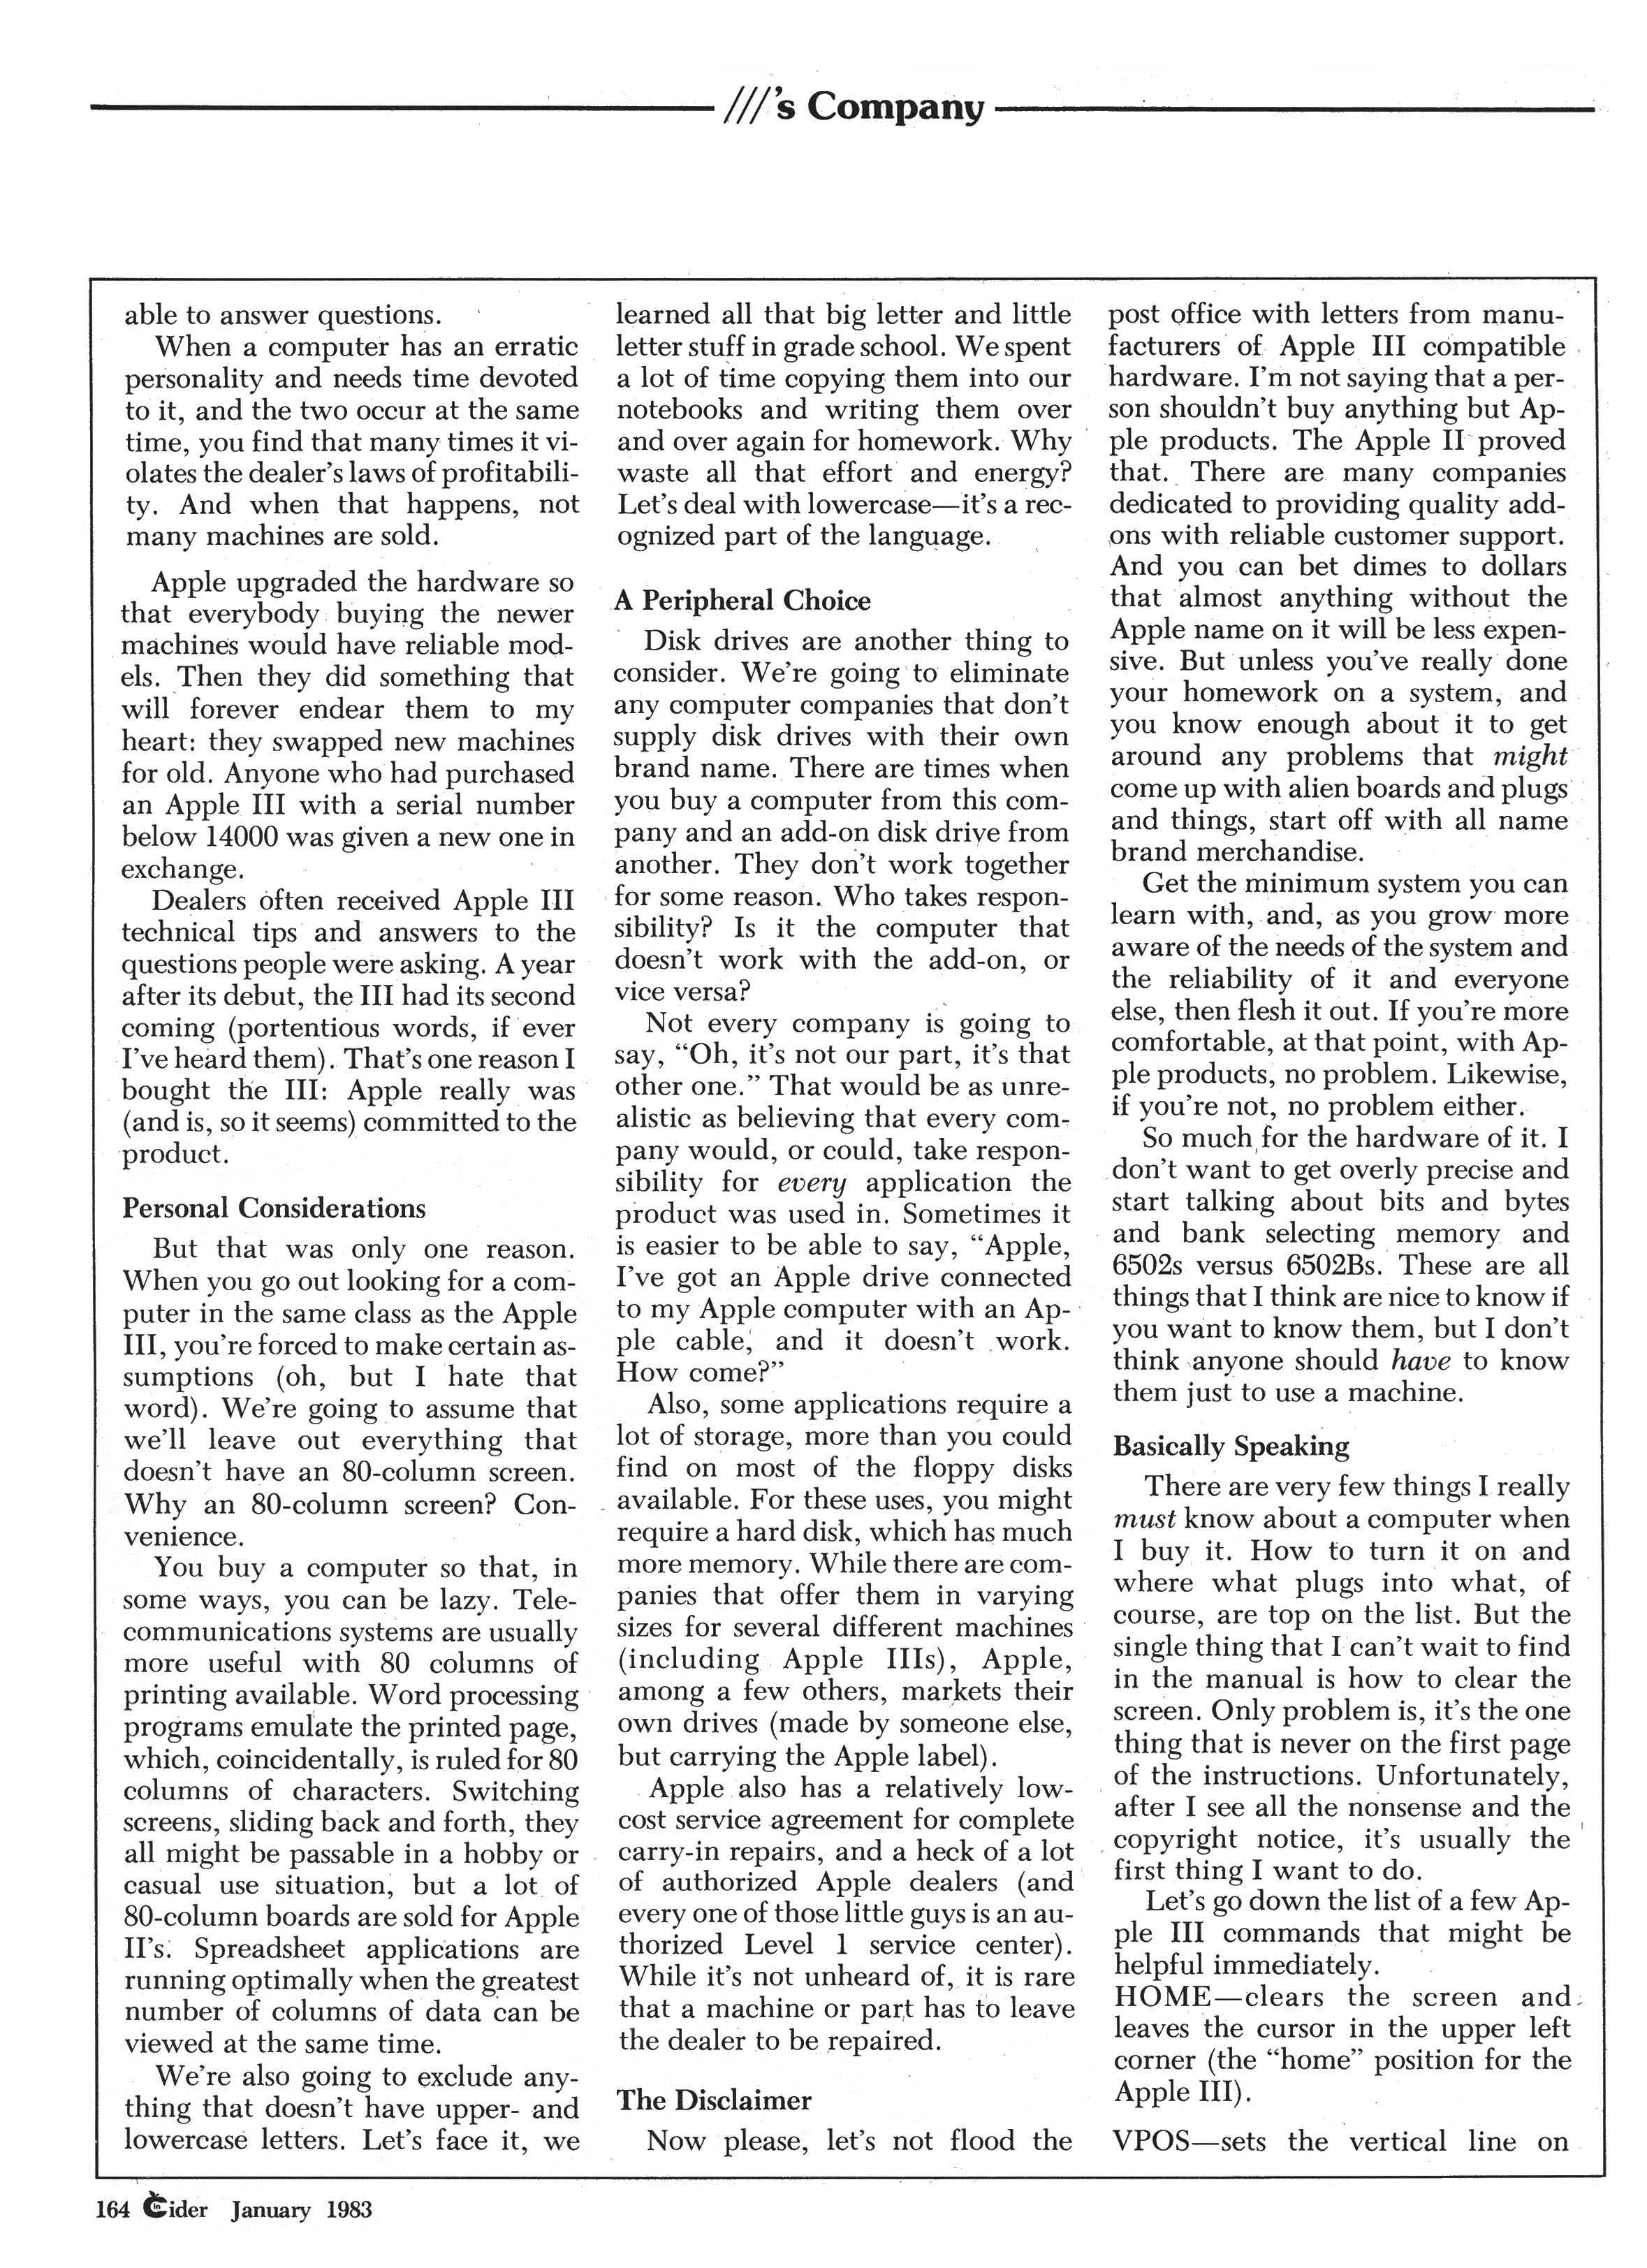 ///'s Company
able to answer questions.
When a computer has an erratic
personality and needs time devoted
to it, and the two occur at the same
time, you find that many times it vi-
olates the dealer's laws of profitabili-
ty. And when that happens, not
many machines are sold.
Apple upgraded the hardware so
that everybody buying the newer
machines would have reliable mod-
els. Then they did something that
will forever endear them to my
heart: they swapped new machines
for old. Anyone who had purchased
an Apple III with a serial number
below 14000 was given a new one in
exchange.
Dealers often received Apple III
technical tips and answers to the
questions people were asking. A year
after its debut, the III had its second
coming (portentious words, if ever
I've heard them). That's one reason I
bought the III: Apple really was
(and is, so it seems) committed to the
product.
Personal Considerations
But that was only one reason.
When you go out looking for a com-
puter in the same class as the Apple
III, you're forced to make certain as-
sumptions (oh, but I hate that
word). We're going to assume that
we'll leave out everything that
doesn't have an 80-column screen.
Why an 80-column screen? Con-
venience.
You buy a computer so that, in
some ways, you can be lazy. Tele-
communications systems are usually
more useful with 80 columns of
printing available. Word processing
programs emulate the printed page,
which, coincidentally, is ruled for 80
columns of characters. Switching
screens, sliding back and forth, they
all might be passable in a hobby or
casual use situation, but a lot of
80-column boards are sold for Apple
II's. Spreadsheet applications are
running optimally when the greatest
number of columns of data can be
viewed at the same time.
We're also going to exclude any-
thing that doesn't have upper- and
lowercase letters. Let's face it, we
learned all that big letter and little
letter stuff in grade school. We spent
a lot of time copying them into our
notebooks and writing them over
and over again for homework. Why
waste all that effort and energy?
Let's deal with lowercase—it's a rec-
ognized part of the language.
A Peripheral Choice
Disk drives are another thing to
consider. We're going to eliminate
any computer companies that don't
supply disk drives with their own
brand name. There are times when
you buy a computer from this com-
pany and an add-on disk drive from
another. They don't work together
for some reason. Who takes respon-
sibility? Is it the computer that
doesn't work with the add-on, or
vice versa?
Not every company is going to
say, "Oh, it's not our part, it's that
other one." That would be as unre-
alistic as believing that every com-
pany would, or could, take respon-
sibility for every application the
product was used in. Sometimes it
is easier to be able to say, "Apple,
I've got an Apple drive connected
to my Apple computer with an Ap-
ple cable, and it doesn't work.
How come?"
Also, some applications require a
lot of storage, more than you could
find on most of the floppy disks
available. For these uses, you might
require a hard disk, which has much
more memory. While there are com-
panies that offer them in varying
sizes for several different machines
(including Apple IIIs), Apple,
among a few others, markets their
own drives (made by someone else,
but carrying the Apple label).
Apple also has a relatively low-
cost service agreement for complete
carry-in repairs, and a heck of a lot
of authorized Apple dealers (and
every one of those little guys is an au-
thorized Level 1 service center).
While it's not unheard of, it is rare
that a machine or part has to leave
the dealer to be repaired.
The Disclaimer
Now please, let's not flood the
post office with letters from manu-
facturers of Apple III compatible
hardware. I'm not saying that a per-
son shouldn't buy anything but Ap-
ple products. The Apple II proved
that. There are many companies
dedicated to providing quality add-
ons with reliable customer support.
And you can bet dimes to dollars
that almost anything without the
Apple name on it will be less expen-
sive. But unless you've really done
your homework on a system, and
you know enough about it to get
around any problems that might
come up with alien boards and plugs
and things, start off with all name
brand merchandise.
Get the minimum system you can
learn with, and, as you grow more
aware of the needs of the system and
the reliability of it and everyone
else, then flesh it out. If you're more
comfortable, at that point, with Ap-
ple products, no problem. Likewise,
if you're not, no problem either.
So much for the hardware of it. I
don't want to get overly precise and
start talking about bits and bytes
and bank selecting memory and
6502s versus 6502Bs. These are all
things that I think are nice to know if
you want to know them, but I don't
think anyone should have to know
them just to use a machine.
Basically Speaking
There are very few things I really
must know about a computer when
I buy it. How to turn it on and
where what plugs into what, of
course, are top on the list. But the
single thing that I can't wait to find
in the manual is how to clear the
screen. Only problem is, it's the one
thing that is never on the first page
of the instructions. Unfortunately,
after I see all the nonsense and the
copyright notice, it's usually the
first thing I want to do.
Let's go down the list of a few Ap-
ple III commands that might be
helpful immediately.
HOME—clears the screen and
leaves the cursor in the upper left
corner (the "home" position for the
Apple III).
VPOS—sets the vertical line on
164 inCider January 1983